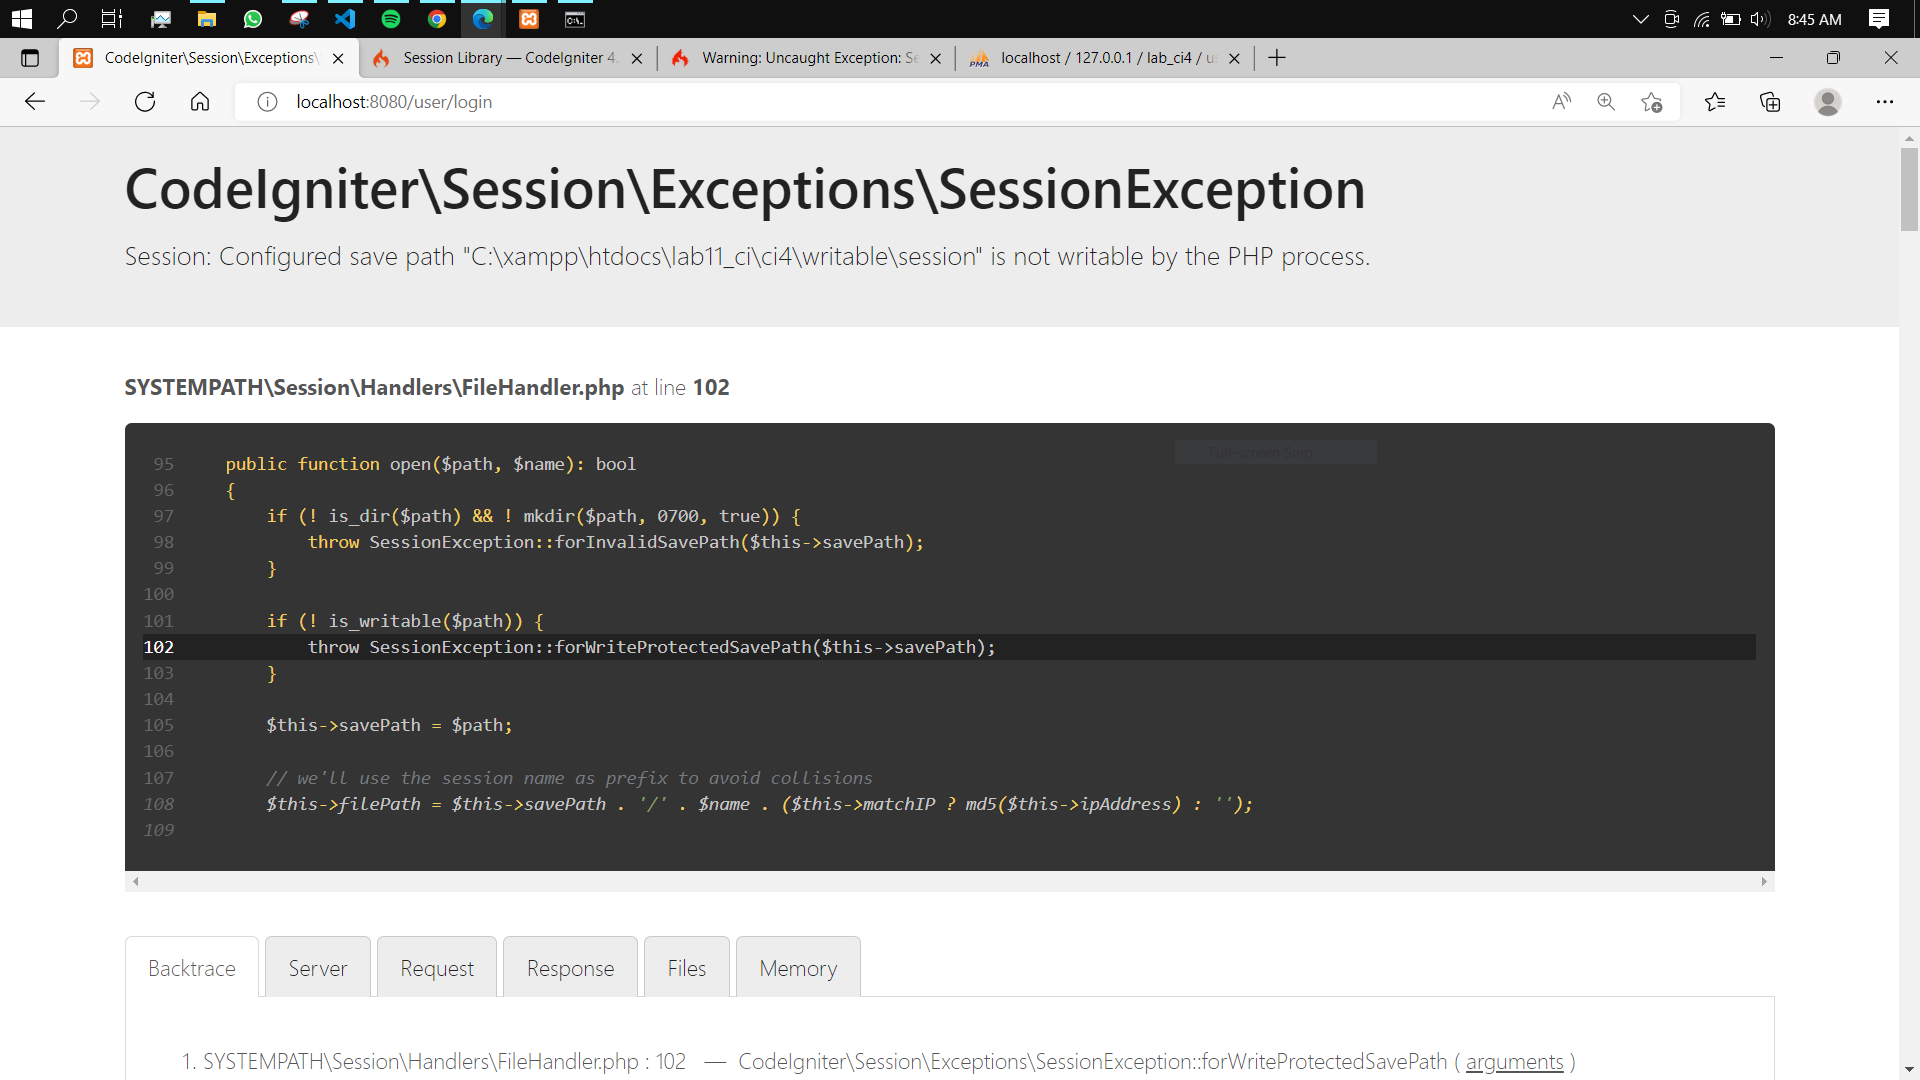 8:45 AM
CodeIgniter\Session\Exceptions\
Session Library — CodeIgniter 4.
Warning: Uncaught Exception: Se
PMA
localhost / 127.0.0.1 / lab_ci4 / us
localhost:8080/user/login
CodeIgniter\Session\Exceptions\SessionException
Session: Configured save path "C:\xampp\htdocs\lab11_ci\ci4\writable\session" is not writable by the PHP process.
SYSTEMPATH\Session\Handlers\FileHandler.php at line 102
Full-screen Snip
95 public function open($path, $name): bool
96 {
97 if (! is_dir($path) && ! mkdir($path, 0700, true)) {
98 throw SessionException::forInvalidSavePath($this->savePath);
99 }
100
101 if (! is_writable($path)) {
102 throw SessionException::forWriteProtectedSavePath($this->savePath);
103 }
104
105 $this->savePath = $path;
106
107 // we'll use the session name as prefix to avoid collisions
108 $this->filePath = $this->savePath . '/' . $name . ($this->matchIP ? md5($this->ipAddress) : '');
109
Backtrace
Server
Request
Response
Files
Memory
1. SYSTEMPATH\Session\Handlers\FileHandler.php : 102 — CodeIgniter\Session\Exceptions\SessionException::forWriteProtectedSavePath ( arguments )